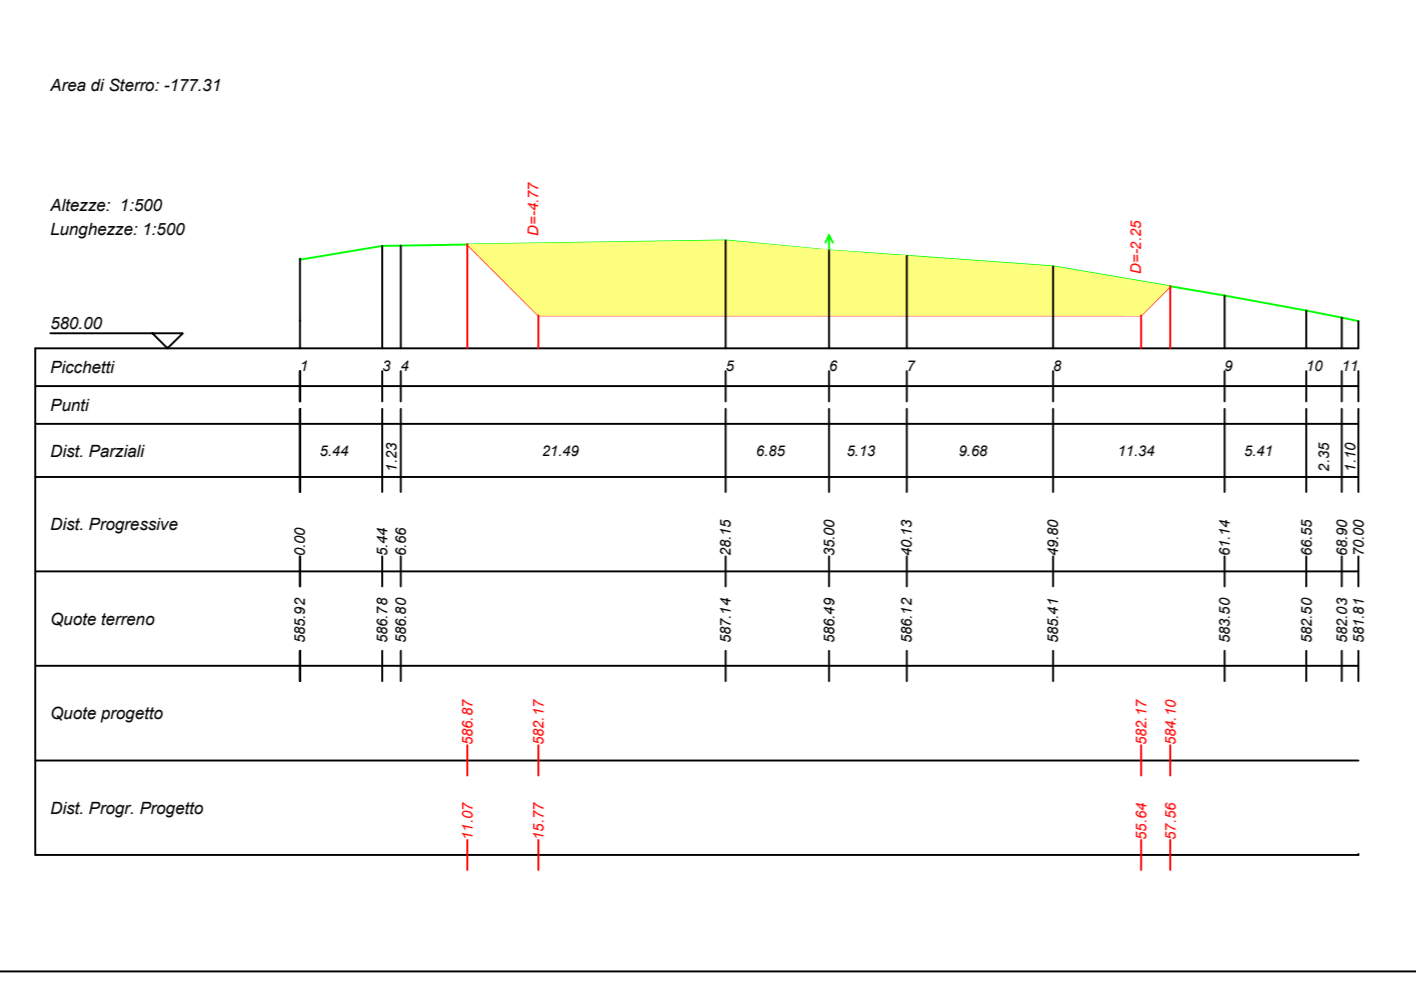 Area di Sterro: -177.31
D=-4.77
Altezze: 1:500
Lunghezze: 1:500
D=-2.25
580.00
Picchetti 1 3 4 5 6 7 8 9 10 11
Punti
Dist. Parziali 5.44 1.23 21.49 6.85 5.13 9.68 11.34 5.41 2.35 1.10
Dist. Progressive 0.00 5.44 6.66 28.15 35.00 40.13 49.80 61.14 66.55 68.90 70.00
Quote terreno 585.92 586.78 586.80 587.14 586.49 586.12 585.41 583.50 582.50 582.03 581.81
Quote progetto 586.87 582.17 582.17 584.10
Dist. Progr. Progetto 11.07 15.77 55.64 57.56